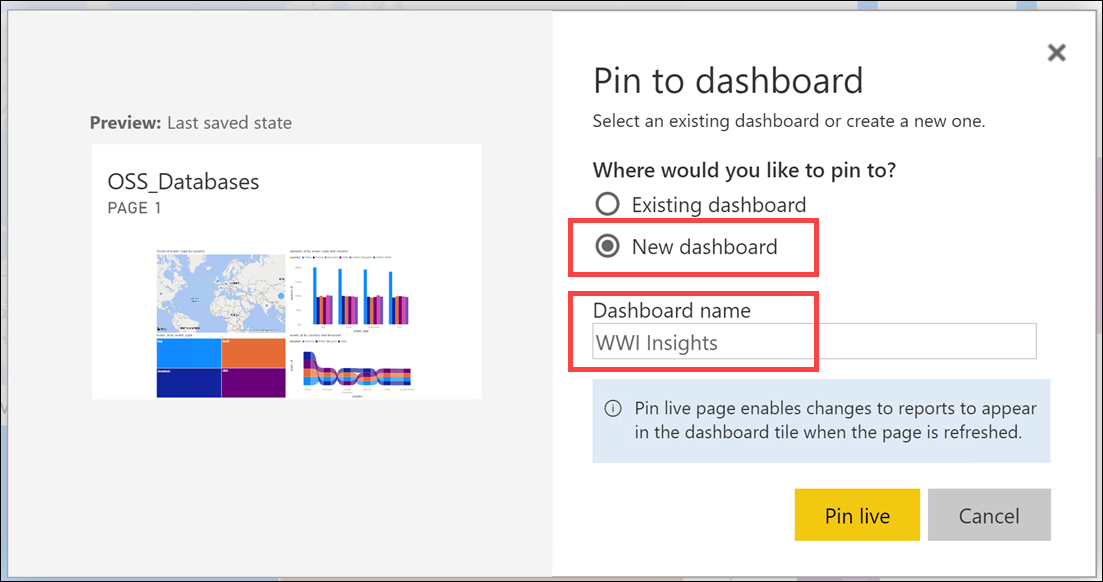 Pin to dashboard
Select an existing dashboard or create a new one.
Preview: Last saved state
OSS_Databases
PAGE 1
Where would you like to pin to?
Existing dashboard
New dashboard
Dashboard name
WWI Insights
Pin live page enables changes to reports to appear
in the dashboard tile when the page is refreshed.
Pin live
Cancel